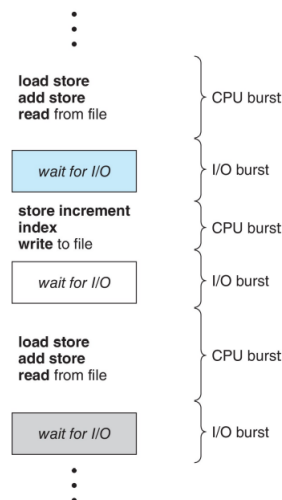 load store
add store
read from file
CPU burst
wait for I/O
I/O burst
store increment
index
write to file
CPU burst
wait for I/O
I/O burst
load store
add store
read from file
CPU burst
wait for I/O
I/O burst